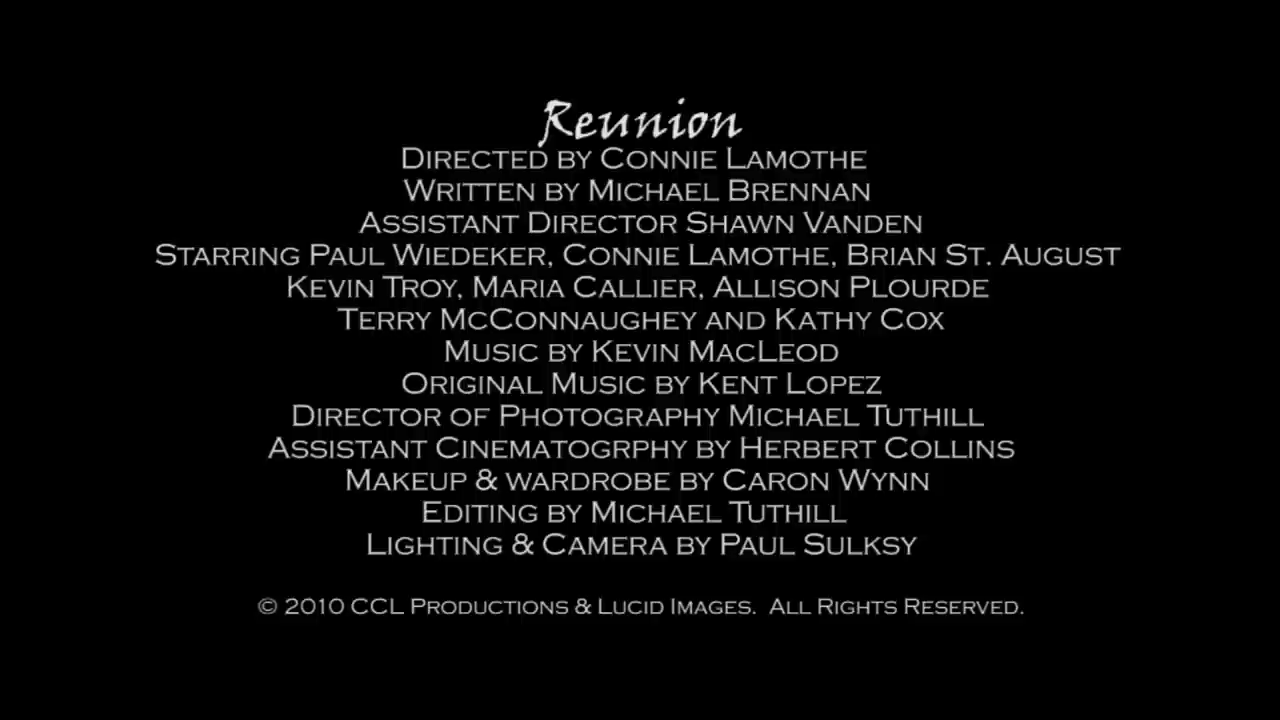 Reunion
Directed by Connie Lamothe
Written by Michael Brennan
Assistant Director Shawn Vanden
Starring Paul Wiedeker, Connie Lamothe, Brian St. August
Kevin Troy, Maria Callier, Allison Plourde
Terry McConnaughey and Kathy Cox
Music by Kevin MacLeod
Original Music by Kent Lopez
Director of Photography Michael Tuthill
Assistant Cinematogrphy by Herbert Collins
Makeup & wardrobe by Caron Wynn
Editing by Michael Tuthill
Lighting & Camera by Paul Sulksy
© 2010 CCL Productions & Lucid Images. All Rights Reserved.